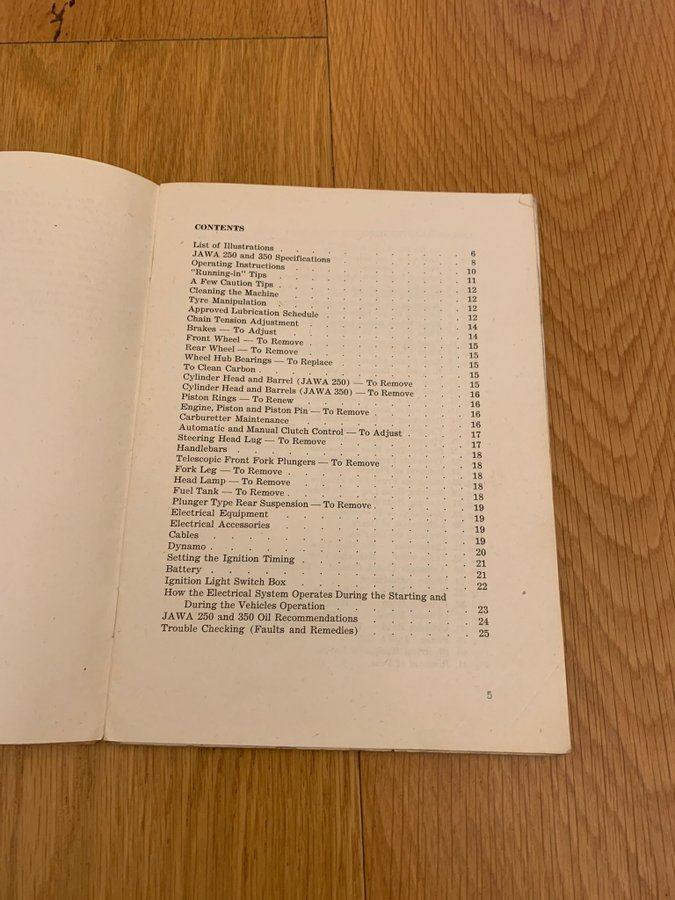 CONTENTS
List of Illustrations . . . . . . . . 6
JAWA 250 and 350 Specifications . . . . . . 8
Operating Instructions . . . . . . . . 10
"Running-in" Tips . . . . . . . . 11
A Few Caution Tips . . . . . . . . 12
Cleaning the Machine . . . . . . . . 12
Tyre Manipulation . . . . . . . . 12
Approved Lubrication Schedule . . . . . . 12
Chain Tension Adjustment . . . . . . . 14
Brakes — To Adjust . . . . . . . . 14
Front Wheel — To Remove . . . . . . . 15
Rear Wheel — To Remove . . . . . . . 15
Wheel Hub Bearings — To Replace . . . . . . 15
To Clean Carbon . . . . . . . . . 15
Cylinder Head and Barrel (JAWA 250) — To Remove . . . 15
Cylinder Head and Barrels (JAWA 350) — To Remove . . . 16
Piston Rings — To Renew . . . . . . . 16
Engine, Piston and Piston Pin — To Remove . . . . . 16
Carburetter Maintenance . . . . . . . 16
Automatic and Manual Clutch Control — To Adjust . . . . 17
Steering Head Lug — To Remove . . . . . . 17
Handlebars . . . . . . . . . . 18
Telescopic Front Fork Plungers — To Remove . . . . . 18
Fork Leg — To Remove . . . . . . . . 18
Head Lamp — To Remove . . . . . . . 18
Fuel Tank — To Remove . . . . . . . . 18
Plunger Type Rear Suspension — To Remove . . . . . 19
Electrical Equipment . . . . . . . . 19
Electrical Accessories . . . . . . . . 19
Cables . . . . . . . . . . . 19
Dynamo . . . . . . . . . . . 20
Setting the Ignition Timing . . . . . . . 21
Battery . . . . . . . . . . . 21
Ignition Light Switch Box . . . . . . . 22
How the Electrical System Operates During the Starting and
During the Vehicles Operation . . . . . . 23
JAWA 250 and 350 Oil Recommendations . . . . . 24
Trouble Checking (Faults and Remedies) . . . . . 25
5